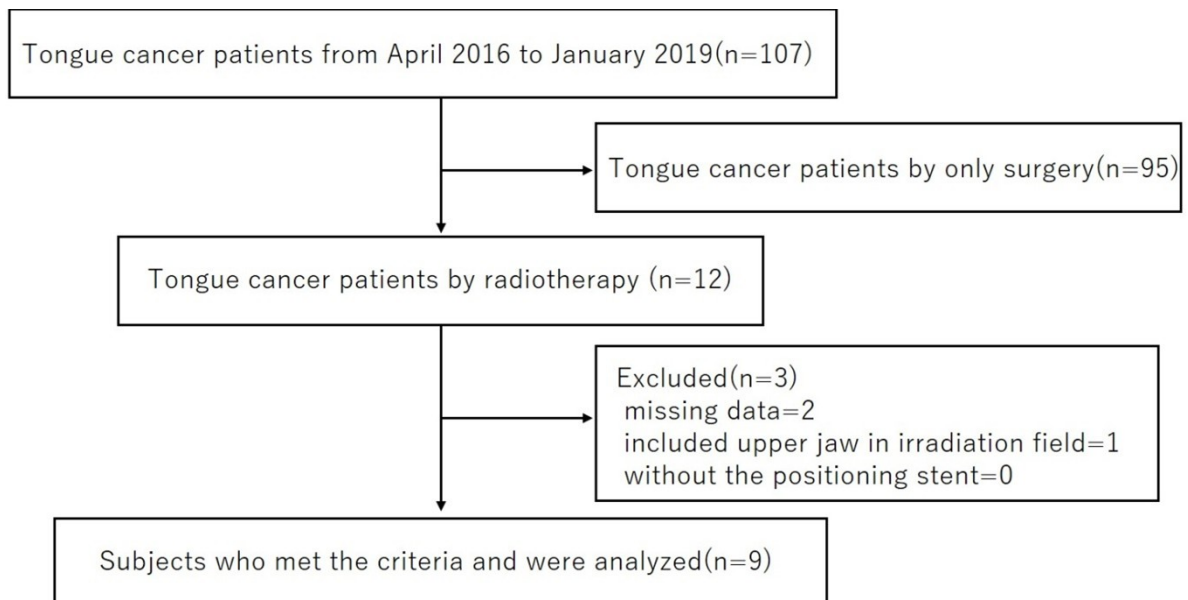 Tongue cancer patients from April 2016 to January 2019(n=107)
Tongue cancer patients by only surgery(n=95)
Tongue cancer patients by radiotherapy (n=12)
Excluded(n=3)
missing data=2
included upper jaw in irradiation field=1
without the positioning stent=0
Subjects who met the criteria and were analyzed(n=9)